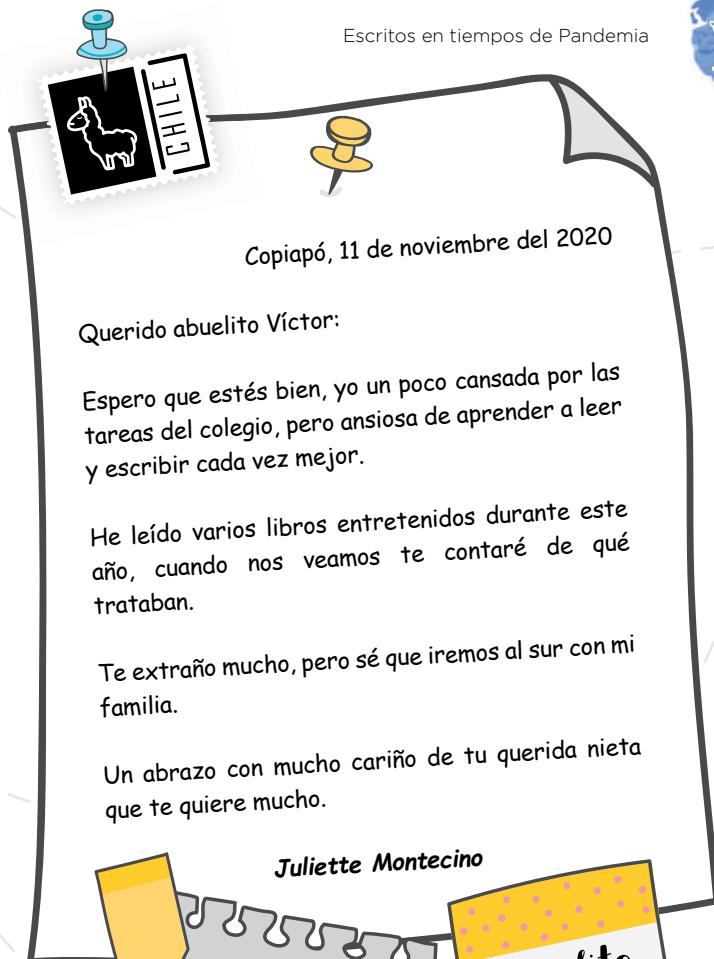 Escritos en tiempos de Pandemia
CHILE
Copiapó, 11 de noviembre del 2020
Querido abuelito Víctor:
Espero que estés bien, yo un poco cansada por las
tareas del colegio, pero ansiosa de aprender a leer
y escribir cada vez mejor.
He leído varios libros entretenidos durante este
año, cuando nos veamos te contaré de qué
trataban.
Te extraño mucho, pero sé que iremos al sur con mi
familia.
Un abrazo con mucho cariño de tu querida nieta
que te quiere mucho.
Juliette Montecino